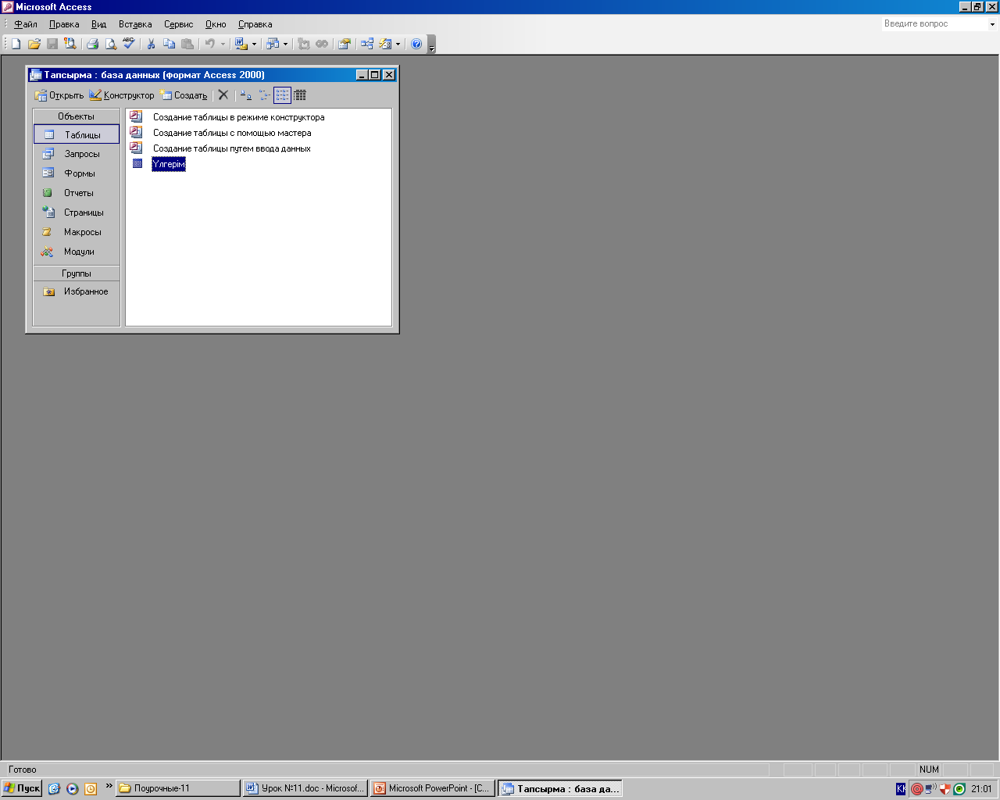 Microsoft Access
Файл Правка Вид Вставка Сервис Окно Справка
Введите вопрос
Тапсырма : база данных (формат Access 2000)
Открыть Конструктор Создать
Объекты
Таблицы
Запросы
Формы
Отчеты
Страницы
Макросы
Модули
Группы
Избранное
Создание таблицы в режиме конструктора
Создание таблицы с помощью мастера
Создание таблицы путем ввода данных
Үлгерім
Готово
NUM
Пуск
Поурочные-11
Урок №11.doc - Microsof...
Microsoft PowerPoint - [С...
Тапсырма : база да...
KK
21:01